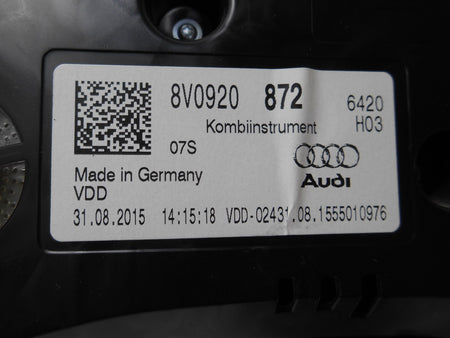 8V0920 872 6420
Kombiinstrument H03
07S
Made in Germany Audi
VDD
31.08.2015 14:15:18 VDD-02431.08.1555010976